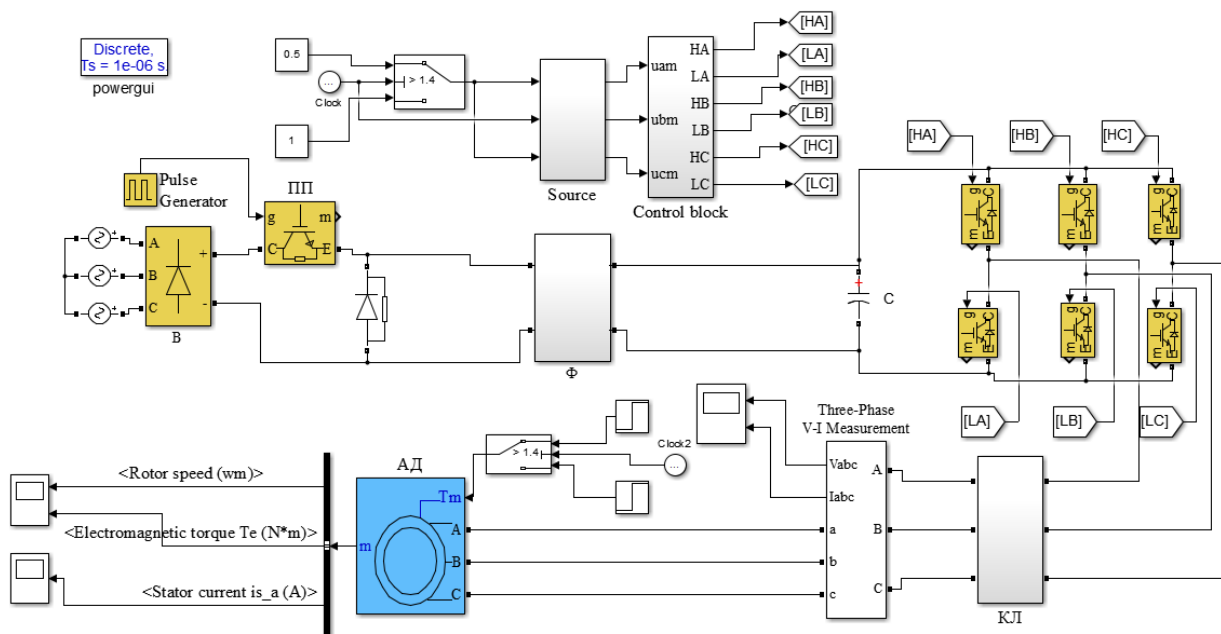 Discrete,
Ts = 1e-06 s.
powergui
0.5
Clock
...
> 1.4
1
Source
uam
ubm
ucm
HA
LA
HB
LB
HC
LC
Control block
[HA]
[LA]
[HB]
[LB]
[HC]
[LC]
Pulse
Generator
ПП
g
m
C
E
A
B
C
+
-
В
Ф
+
C
[HA]
[HB]
[HC]
g
C
m
E
g
C
m
E
g
C
m
E
g
C
m
E
g
C
m
E
g
C
m
E
[LA]
[LB]
[LC]
Three-Phase
V-I Measurement
Vabc
Iabc
a
b
c
A
B
C
КЛ
Clock2
...
> 1.4
АД
Tm
m
A
B
C
<Rotor speed (wm)>
<Electromagnetic torque Te (N*m)>
<Stator current is_a (A)>